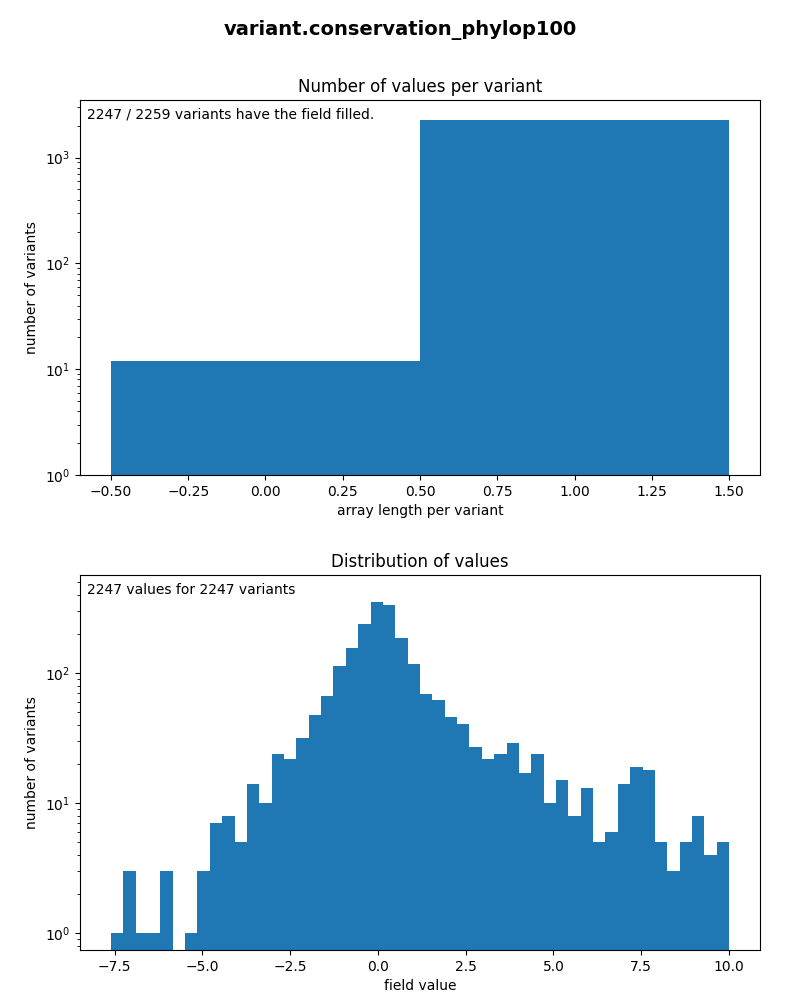 variant.conservation_phylop100
Number of values per variant
2247 / 2259 variants have the field filled.
10³
10²
10¹
10⁰
number of variants
−0.50 −0.25 0.00 0.25 0.50 0.75 1.00 1.25 1.50
array length per variant
Distribution of values
2247 values for 2247 variants
10²
10¹
10⁰
number of variants
−7.5 −5.0 −2.5 0.0 2.5 5.0 7.5 10.0
field value